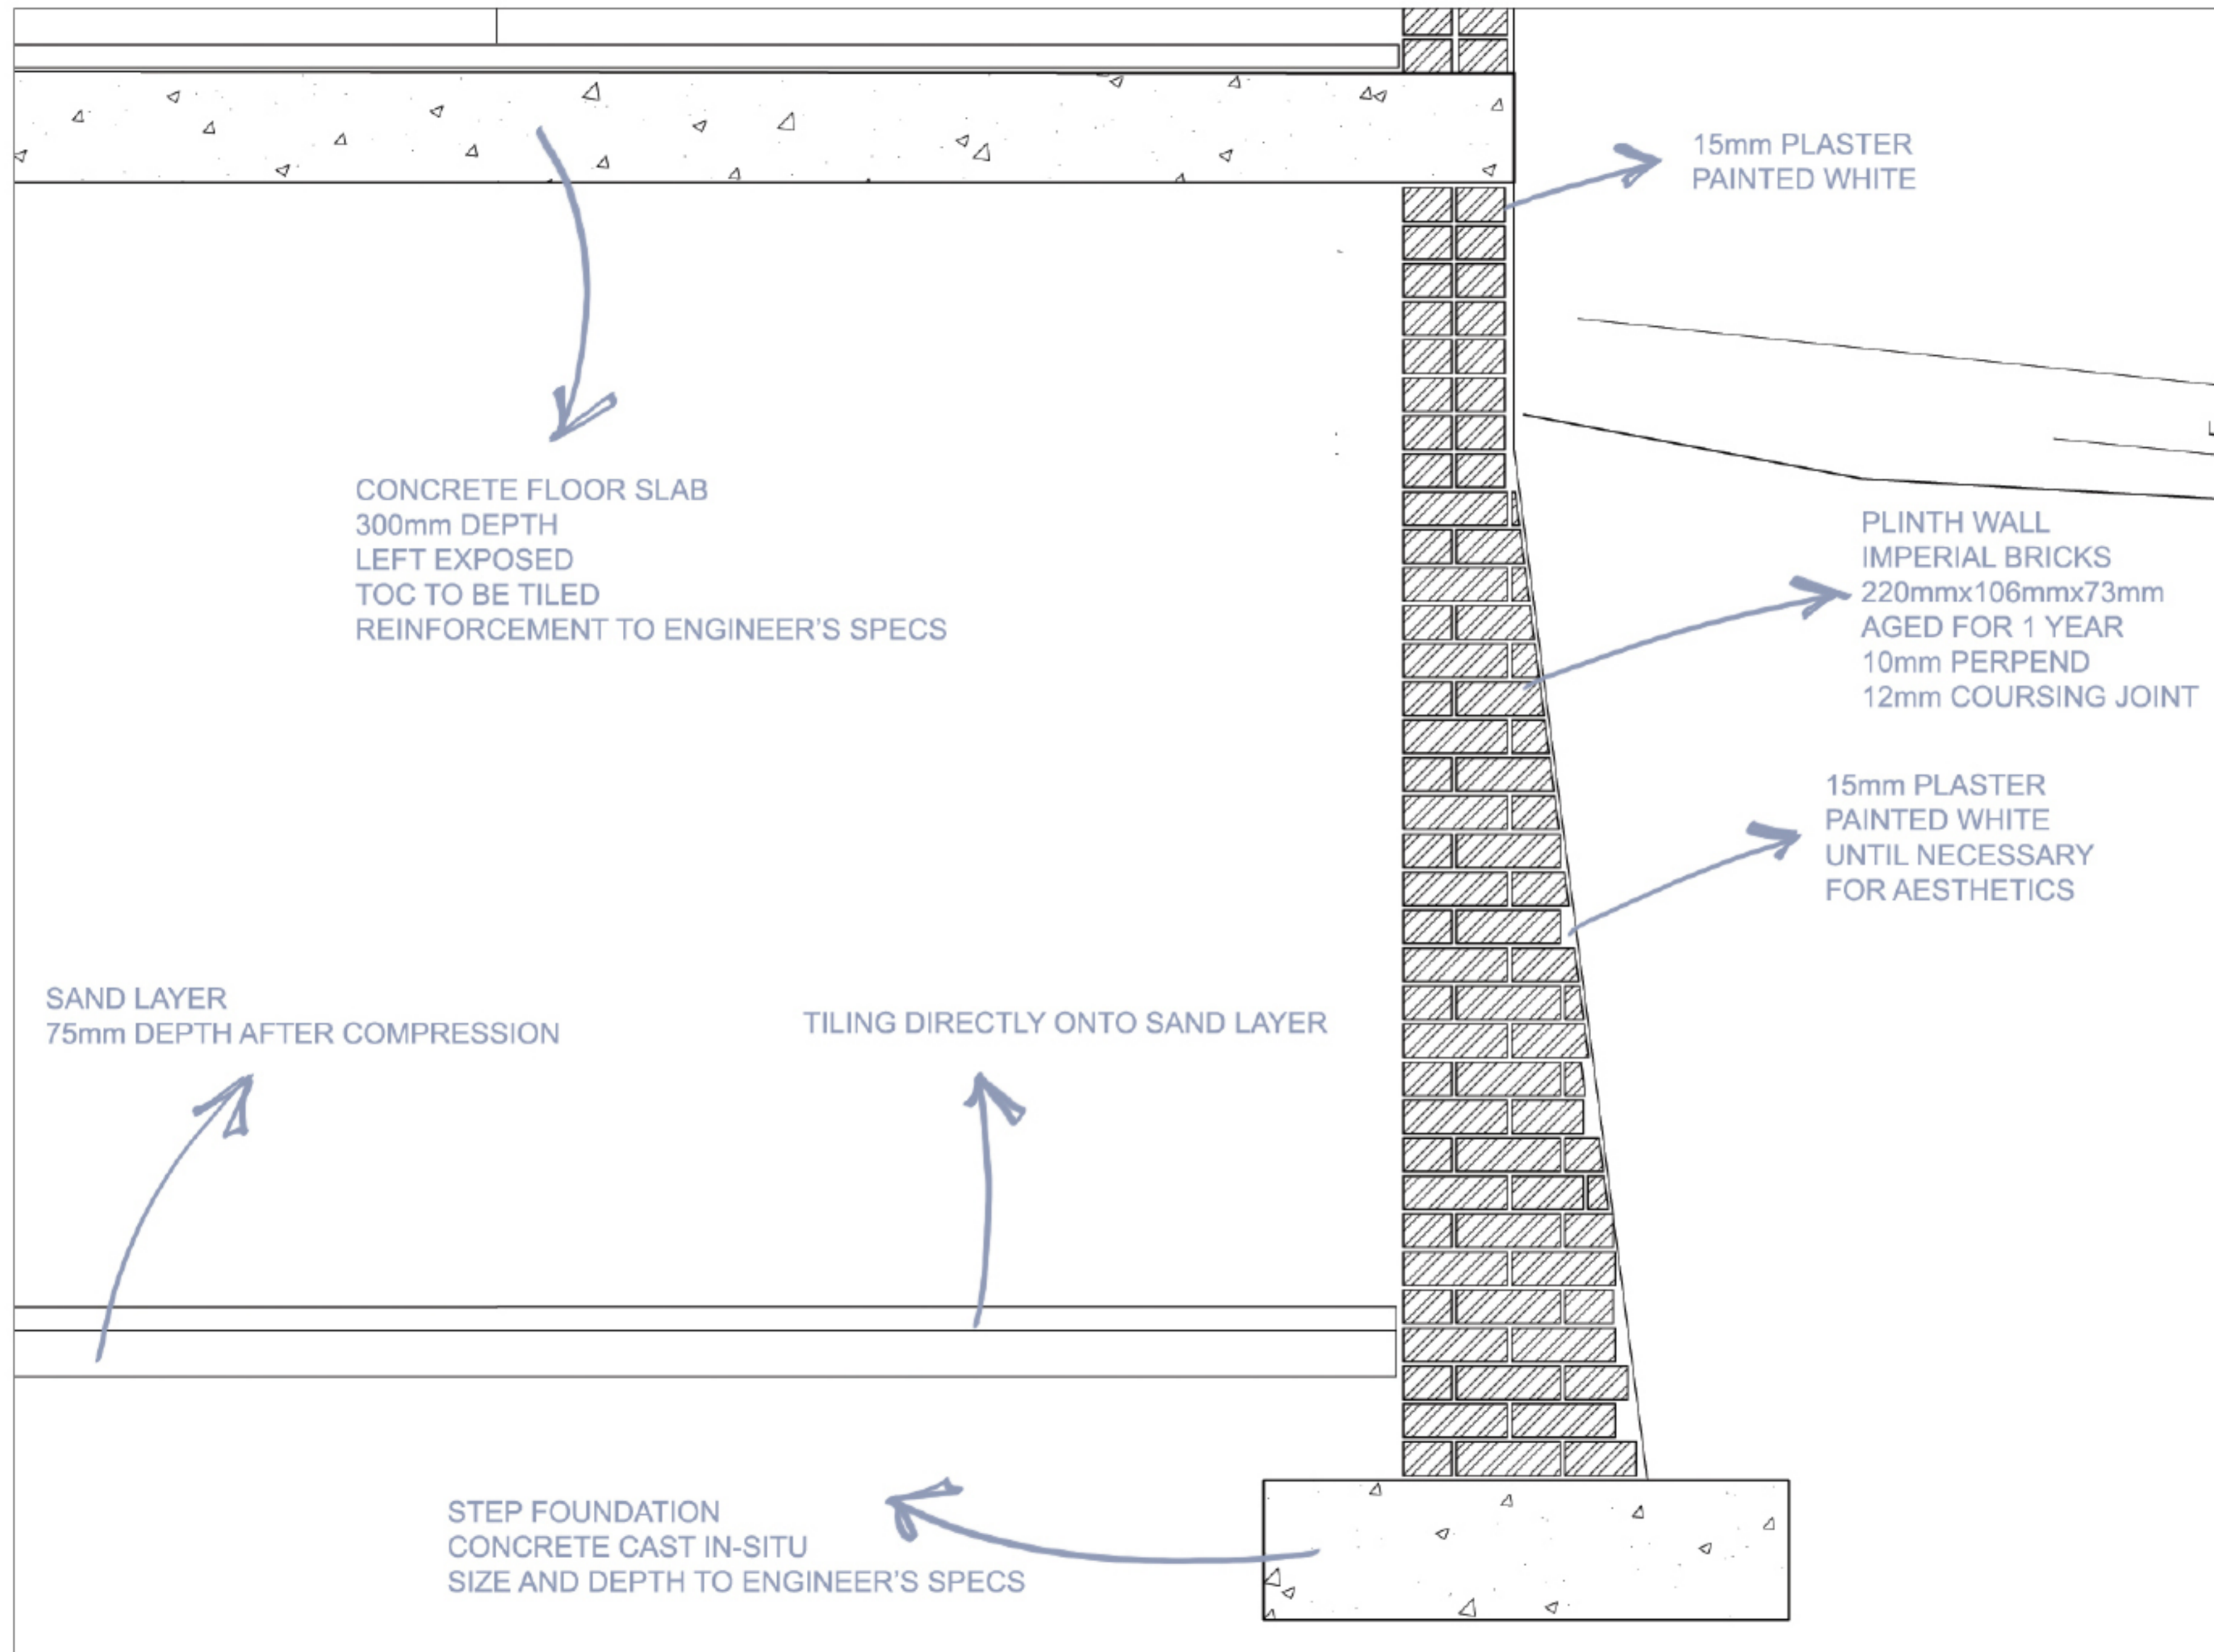 15mm PLASTER
PAINTED WHITE
CONCRETE FLOOR SLAB
300mm DEPTH
LEFT EXPOSED
TOC TO BE TILED
REINFORCEMENT TO ENGINEER'S SPECS
PLINTH WALL
IMPERIAL BRICKS
220mmx106mmx73mm
AGED FOR 1 YEAR
10mm PERPEND
12mm COURSING JOINT
15mm PLASTER
PAINTED WHITE
UNTIL NECESSARY
FOR AESTHETICS
SAND LAYER
75mm DEPTH AFTER COMPRESSION
TILING DIRECTLY ONTO SAND LAYER
STEP FOUNDATION
CONCRETE CAST IN-SITU
SIZE AND DEPTH TO ENGINEER'S SPECS